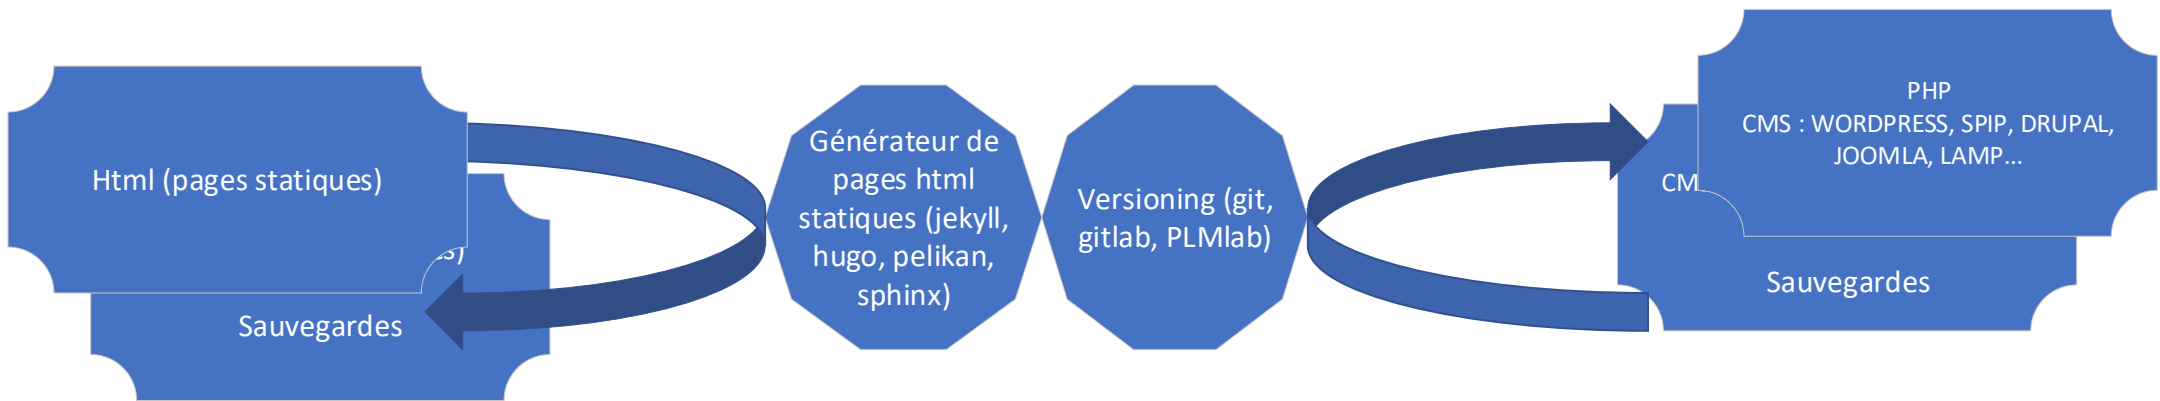 Html (pages statiques)
Sauvegardes
Générateur de
pages html
statiques (jekyll,
hugo, pelikan,
sphinx)
Versioning (git,
gitlab, PLMlab)
PHP
CMS : WORDPRESS, SPIP, DRUPAL,
JOOMLA, LAMP...
CM
Sauvegardes